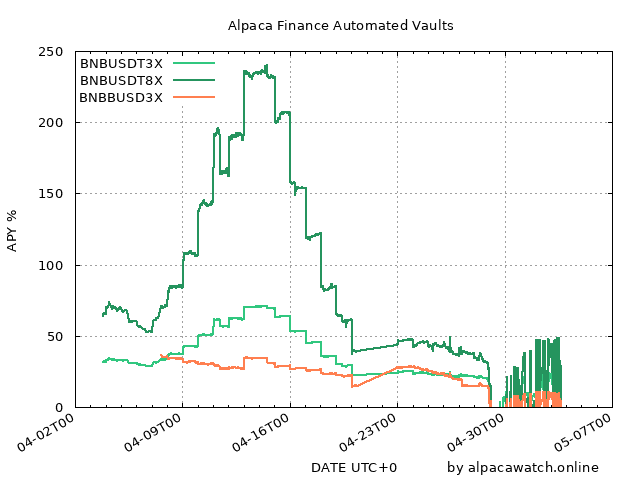 Alpaca Finance Automated Vaults
250
200
150
100
50
0
APY %
BNBUSDT3X
BNBUSDT8X
BNBBUSD3X
04-02T00
04-09T00
04-16T00
04-23T00
04-30T00
05-07T00
DATE UTC+0
by alpacawatch.online